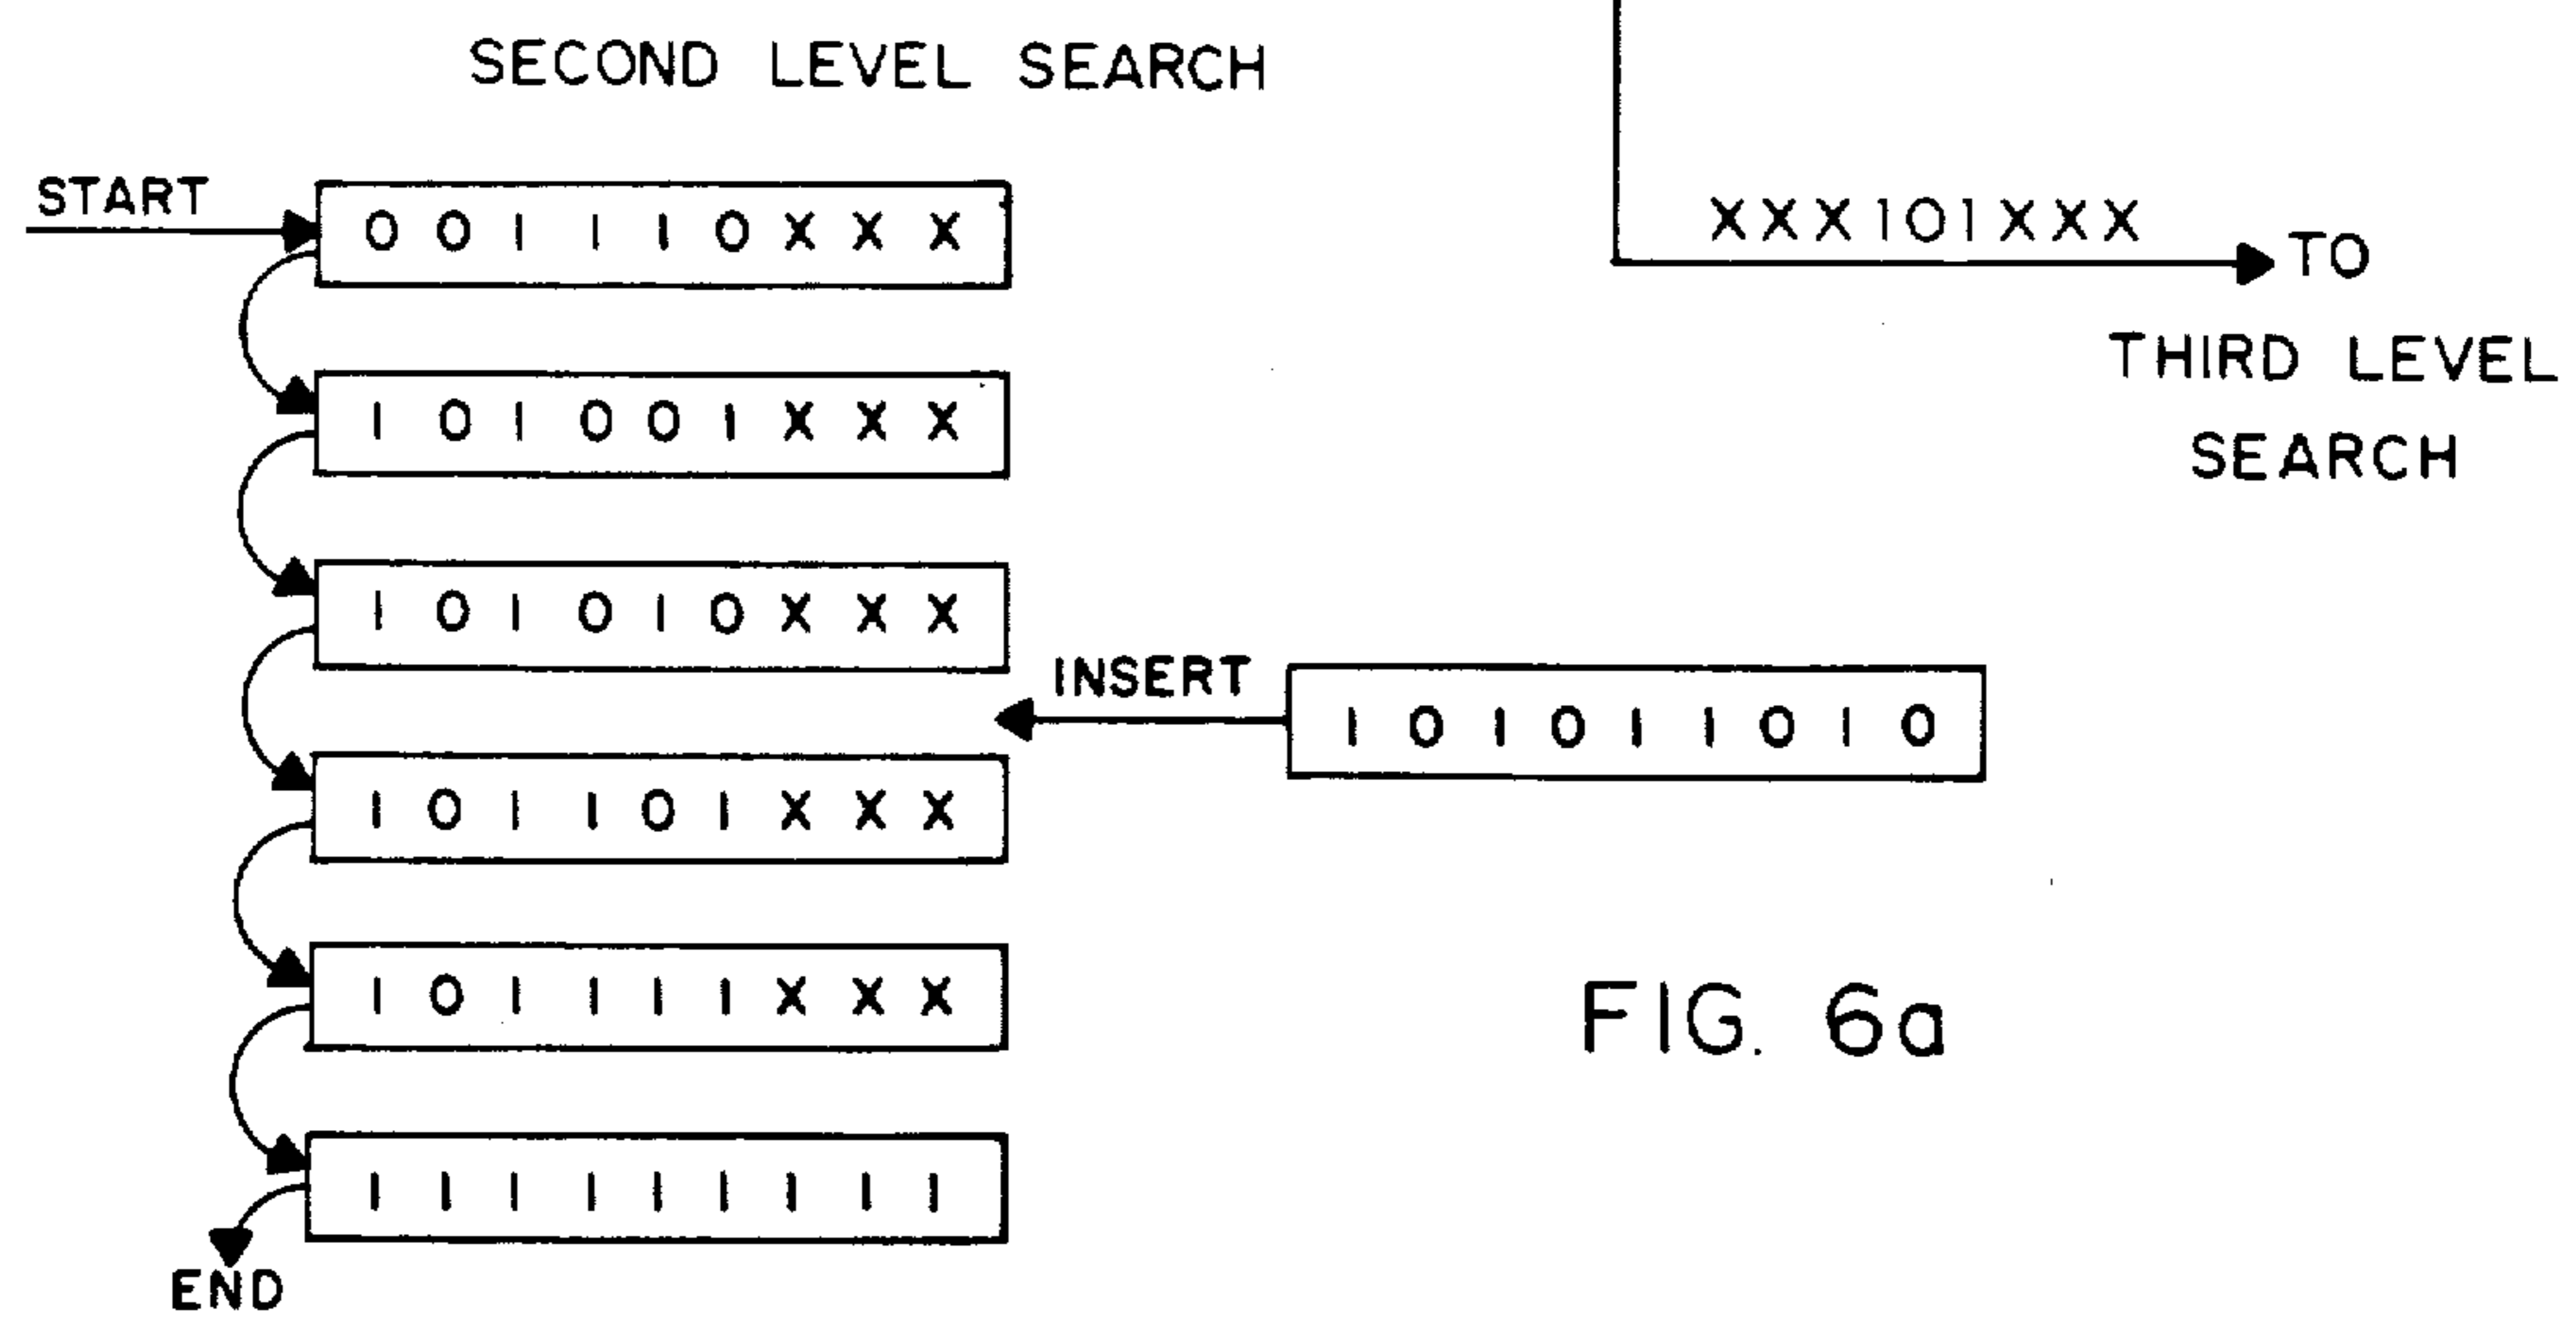 SECOND LEVEL SEARCH
START
0 0 1 1 1 0 X X X
1 0 1 0 0 1 X X X
1 0 1 0 1 0 X X X
1 0 1 1 0 1 X X X
1 0 1 1 1 1 X X X
1 1 1 1 1 1 1 1 1
END
INSERT
1 0 1 0 1 1 0 1 0
XXX101XXX
TO
THIRD LEVEL
SEARCH
FIG. 6a